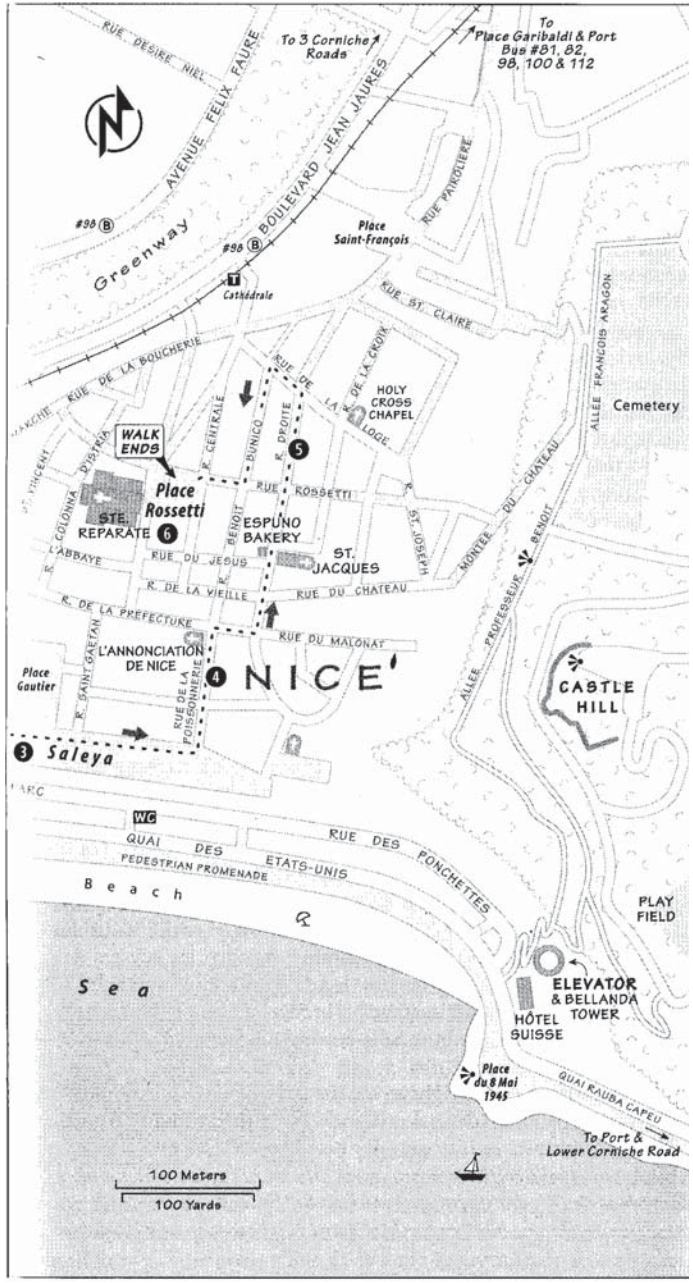 To 3 Corniche
Roads
To
Place Garibaldi & Port
Bus #81, 82,
98, 100 & 112
RUE DESIRE NIEL
AVENUE FELIX FAURE
N
BOULEVARD JEAN JAURES
Greenway
#98 B
#98 B
T
Cathédrale
Place
Saint-François
RUE PAIROLIERE
RUE ST. CLAIRE
ALLEE FRANCOIS ARAGON
Cemetery
MARCHE
RUE DE LA BOUCHERIE
RUE DE LA LOGE
R. DE LA CROIX
HOLY
CROSS
CHAPEL
R. CENTRALE
BUNICO
BENOIT
R.
R. DROITE
5
WALK
ENDS
Place
Rossetti
6
STE.
REPARATE
ST. VINCENT
R. COLONNA D'ISTRIA
RUE ROSSETTI
ESPUNO
BAKERY
ST.
JACQUES
R. ST. JOSEPH
MONTÉE DU CHATEAU
L'ABBAYE
RUE DU JESUS
R. DE LA VIEILLE
RUE DU CHATEAU
R. DE LA PREFECTURE
RUE DU MALONAT
ALLEE PROFESSEUR BENOIT
L'ANNONCIATION
DE NICE
Place
Gautier
R. SAINT GAETAN
RUE DE LA
POISSONNERIE
4
NICE
CASTLE
HILL
3 Saleya
PARC
WC
QUAI DES ETATS-UNIS
RUE DES PONCHETTES
PEDESTRIAN PROMENADE
Beach
PLAY
FIELD
Sea
ELEVATOR
& BELLANDA
TOWER
HÔTEL
SUISSE
Place
du 8 Mai
1945
QUAI RAUBA CAPEU
To Port &
Lower Corniche Road
100 Meters
100 Yards